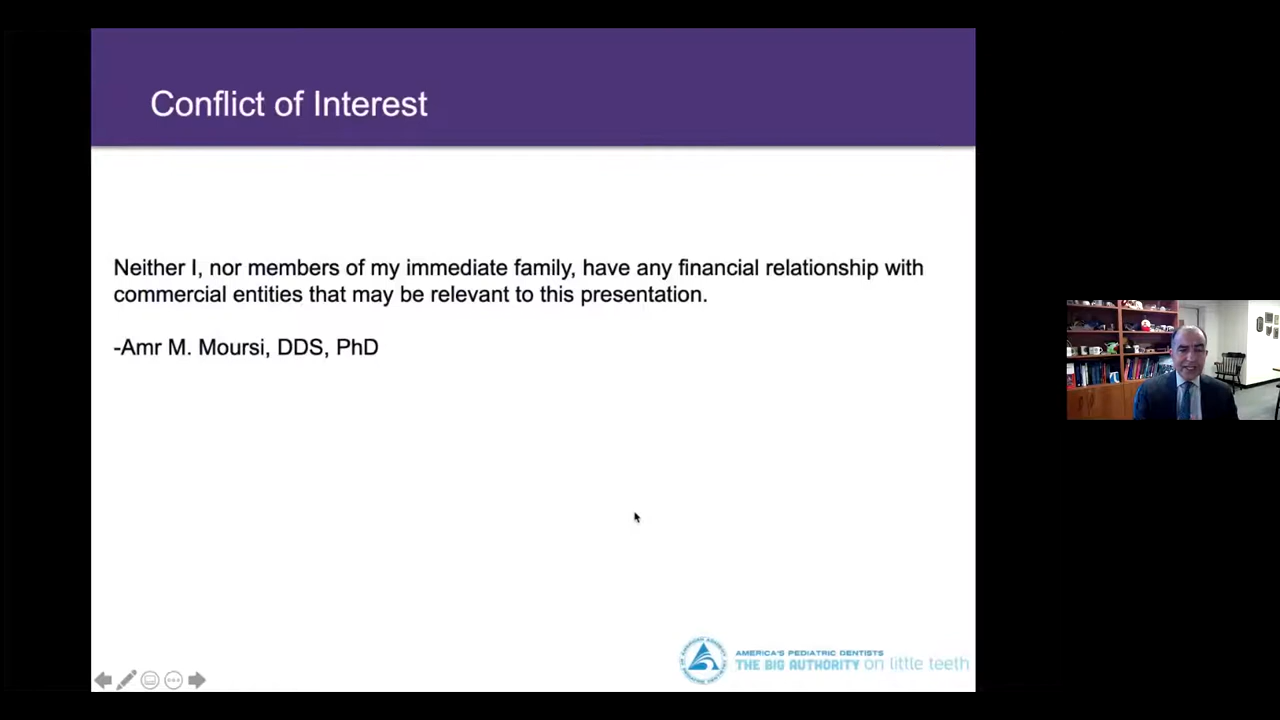 Conflict of Interest
Neither I, nor members of my immediate family, have any financial relationship with
commercial entities that may be relevant to this presentation.
-Amr M. Moursi, DDS, PhD
AMERICA'S PEDIATRIC DENTISTS
THE BIG AUTHORITY on little teeth